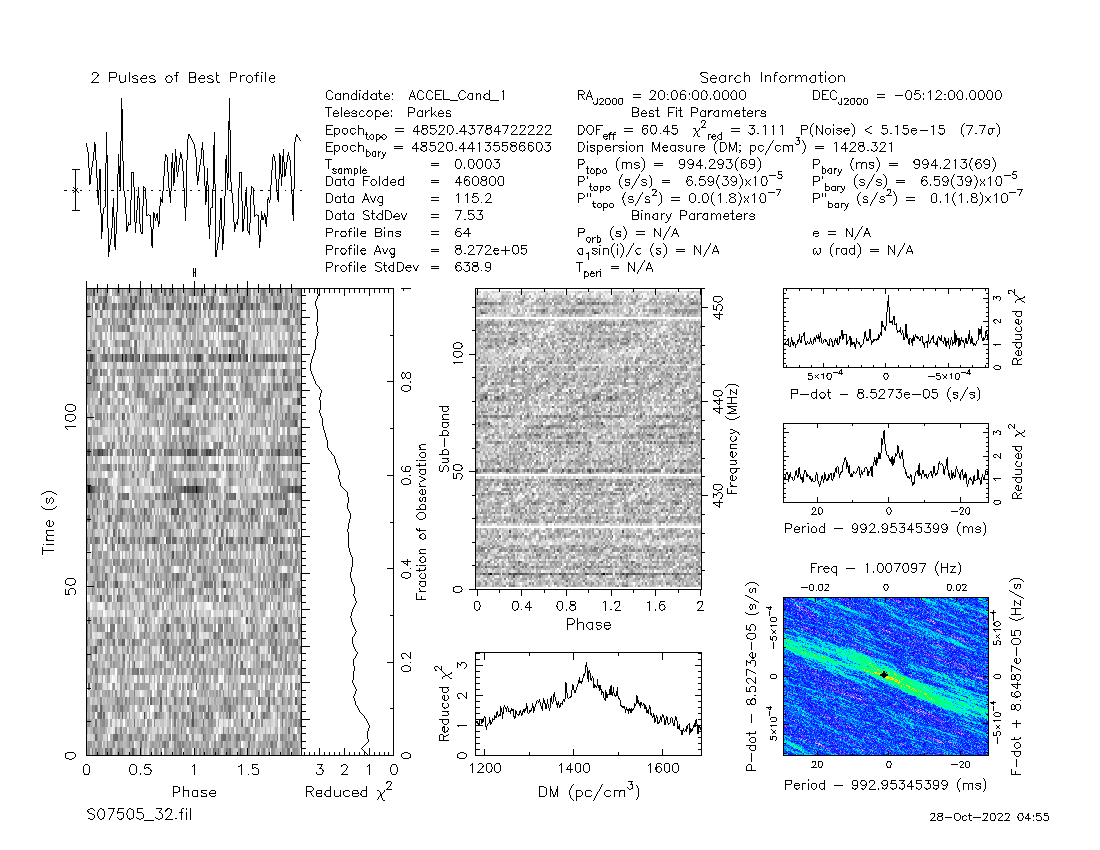 2 Pulses of Best Profile
Search Information
Candidate: ACCEL_Cand_1
RA_J2000 = 20:06:00.0000 DEC_J2000 = −05:12:00.0000
Telescope: Parkes
Best Fit Parameters
Epoch_topo = 48520.43784722222
DOF_eff = 60.45 χ²_red = 3.111 P(Noise) < 5.15e−15 (7.7σ)
Epoch_bary = 48520.44135586603
Dispersion Measure (DM; pc/cm³) = 1428.321
T_sample = 0.0003
P_topo (ms) = 994.293(69) P_bary (ms) = 994.213(69)
Data Folded = 460800
P'_topo (s/s) = 6.59(39)x10⁻⁵ P'_bary (s/s) = 6.59(39)x10⁻⁵
Data Avg = 115.2
P''_topo (s/s²) = 0.0(1.8)x10⁻⁷ P''_bary (s/s²) = 0.1(1.8)x10⁻⁷
Data StdDev = 7.53
Binary Parameters
Profile Bins = 64
P_orb (s) = N/A e = N/A
Profile Avg = 8.272e+05
a₁sin(i)/c (s) = N/A ω (rad) = N/A
Profile StdDev = 638.9
T_peri = N/A
0 50 100
Time (s)
0 0.5 1 1.5
Phase
3 2 1 0
Reduced χ²
0 0.2 0.4 0.6 0.8
Fraction of Observation
0 50 100
Sub−band
430 440 450
Frequency (MHz)
0 0.4 0.8 1.2 1.6 2
Phase
0 1 2 3
Reduced χ²
1200 1400 1600
DM (pc/cm³)
0 1 2 3
Reduced χ²
5×10⁻⁴ 0 −5×10⁻⁴
P−dot − 8.5273e−05 (s/s)
0 1 2 3
Reduced χ²
20 0 −20
Period − 992.95345399 (ms)
Freq − 1.007097 (Hz)
−0.02 0 0.02
P−dot − 8.5273e−05 (s/s)
5×10⁻⁴ 0 −5×10⁻⁴
F−dot + 8.6487e−05 (Hz/s)
−5×10⁻⁴ 0 5×10⁻⁴
20 0 −20
Period − 992.95345399 (ms)
S07505_32.fil
28−Oct−2022 04:55